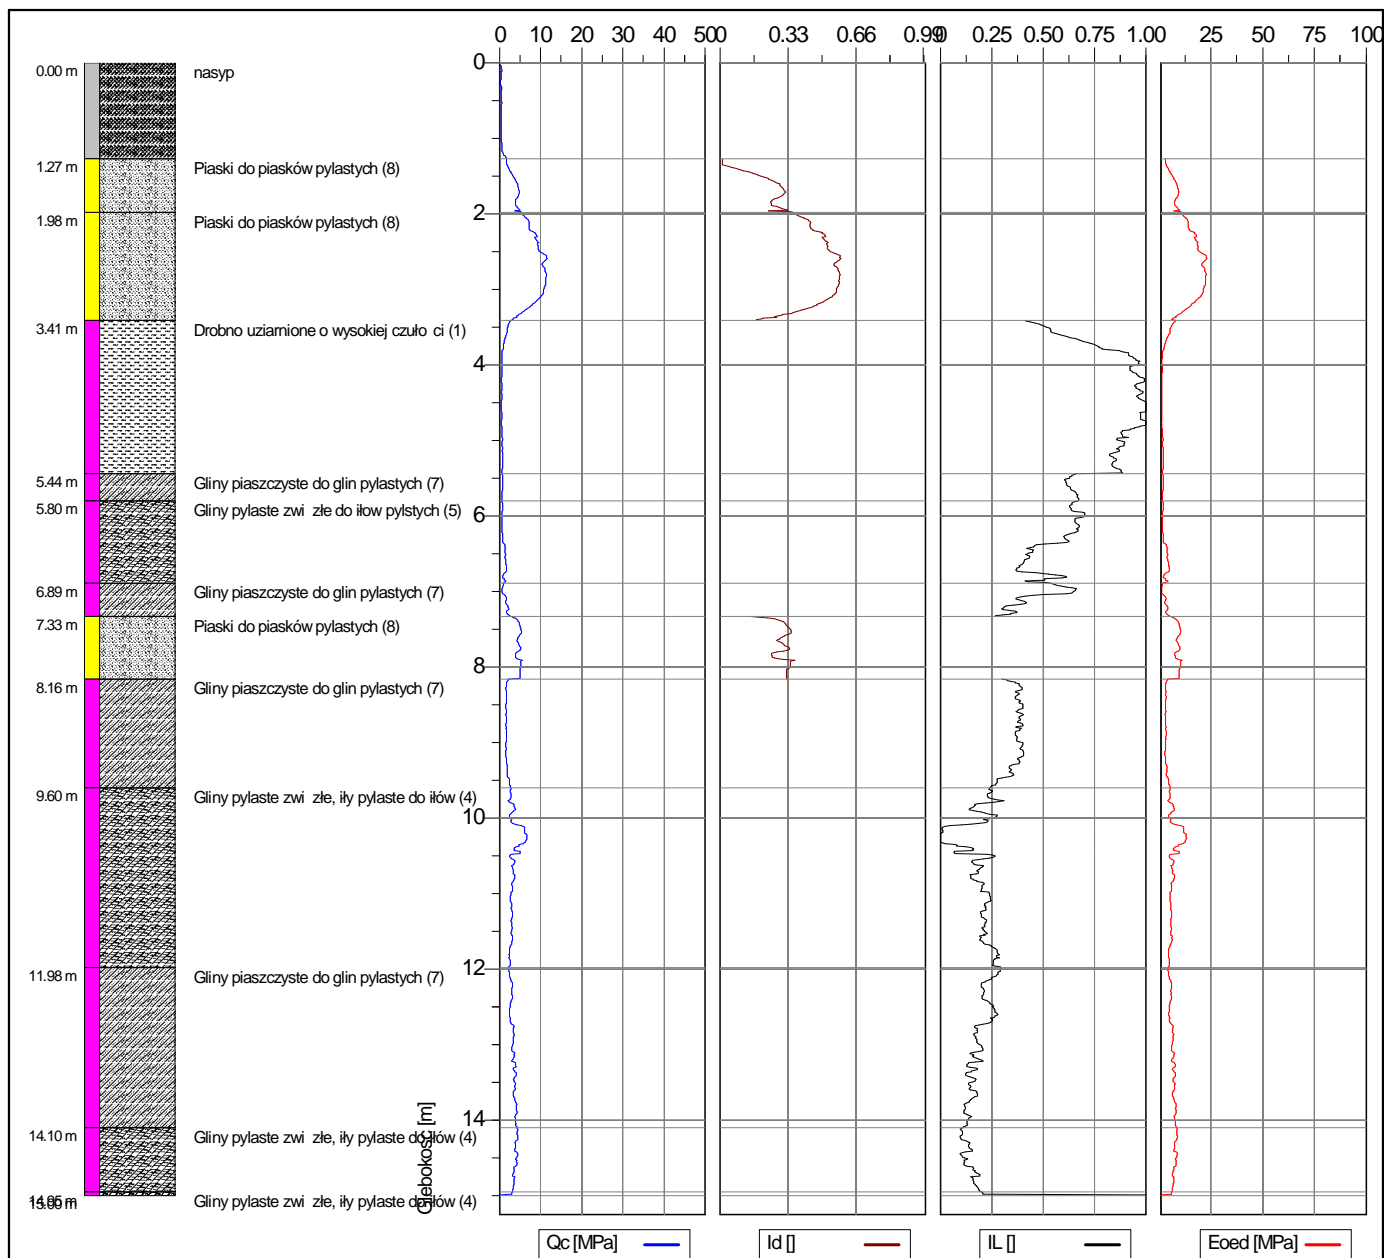 0 10 20 30 40 500 0.33 0.66 0.99 0 0.25 0.50 0.75 1.00 25 50 75 100
0
0.00 m nasyp
1.27 m Piaski do piasków pylastych (8)
1.98 m Piaski do piasków pylastych (8)
2
3.41 m Drobno uziarnione o wysokiej czuło ci (1)
4
5.44 m Gliny piaszczyste do glin pylastych (7)
5.80 m Gliny pylaste zwi złe do iłow pylstych (5)
6
6.89 m Gliny piaszczyste do glin pylastych (7)
7.33 m Piaski do piasków pylastych (8)
8
8.16 m Gliny piaszczyste do glin pylastych (7)
9.60 m Gliny pylaste zwi złe, iły pylaste do iłów (4)
10
11.98 m Gliny piaszczyste do glin pylastych (7)
12
14
14.10 m Gliny pylaste zwi złe, iły pylaste do iłów (4)
Gliny pylaste zwi złe, iły pylaste do iłów (4)
Głebokość [m]
Qc [MPa] Id [] IL [] Eoed [MPa]